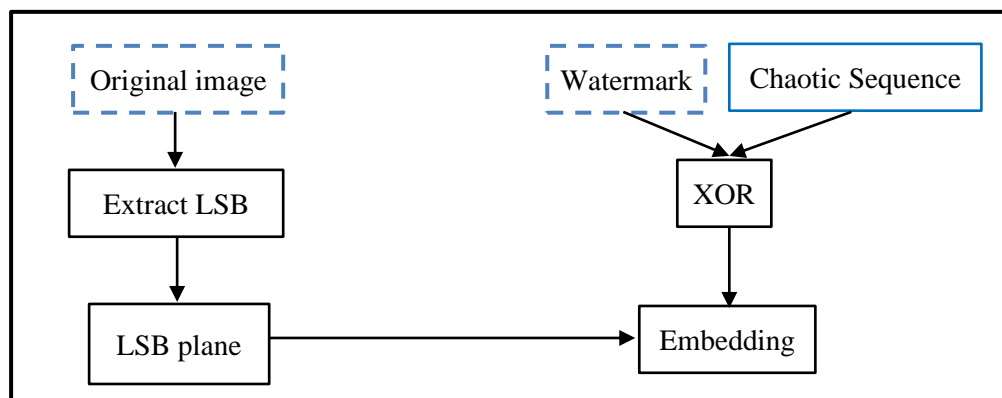 Original image
Watermark
Chaotic Sequence
Extract LSB
XOR
LSB plane
Embedding